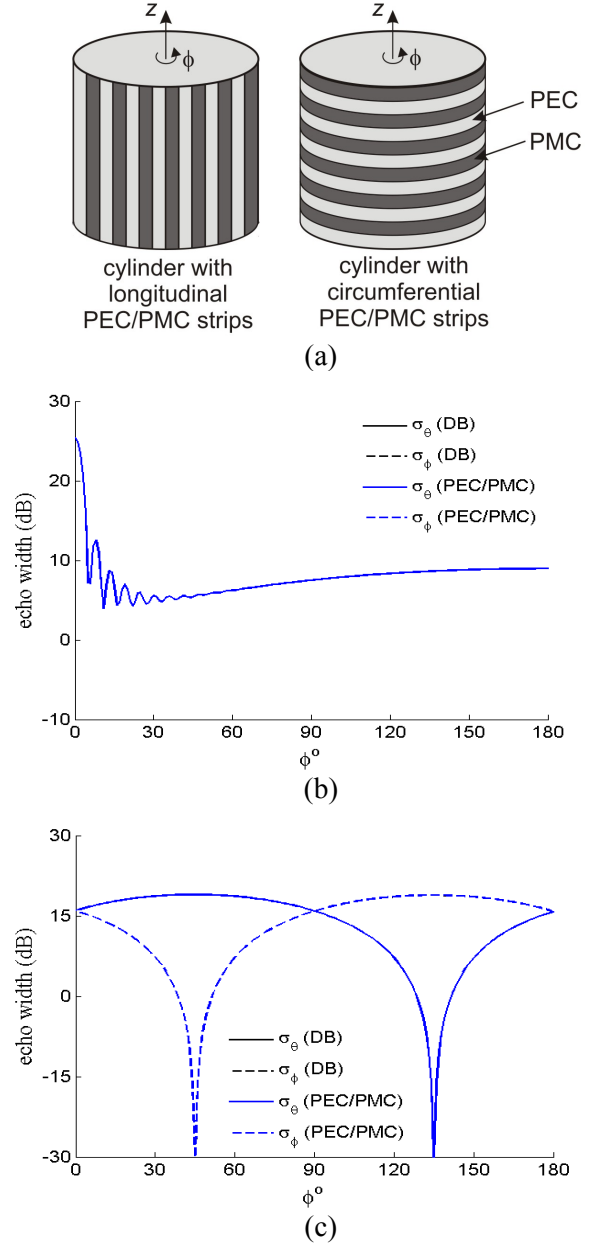 z
z
ϕ
ϕ
PEC
PMC
cylinder with
longitudinal
PEC/PMC strips
cylinder with
circumferential
PEC/PMC strips
(a)
30
20
10
0
-10
echo width (dB)
σθ (DB)
σϕ (DB)
σθ (PEC/PMC)
σϕ (PEC/PMC)
0
30
60
90
120
150
180
ϕº
(b)
30
15
0
-15
-30
echo width (dB)
σθ (DB)
σϕ (DB)
σθ (PEC/PMC)
σϕ (PEC/PMC)
0
30
60
90
120
150
180
ϕº
(c)